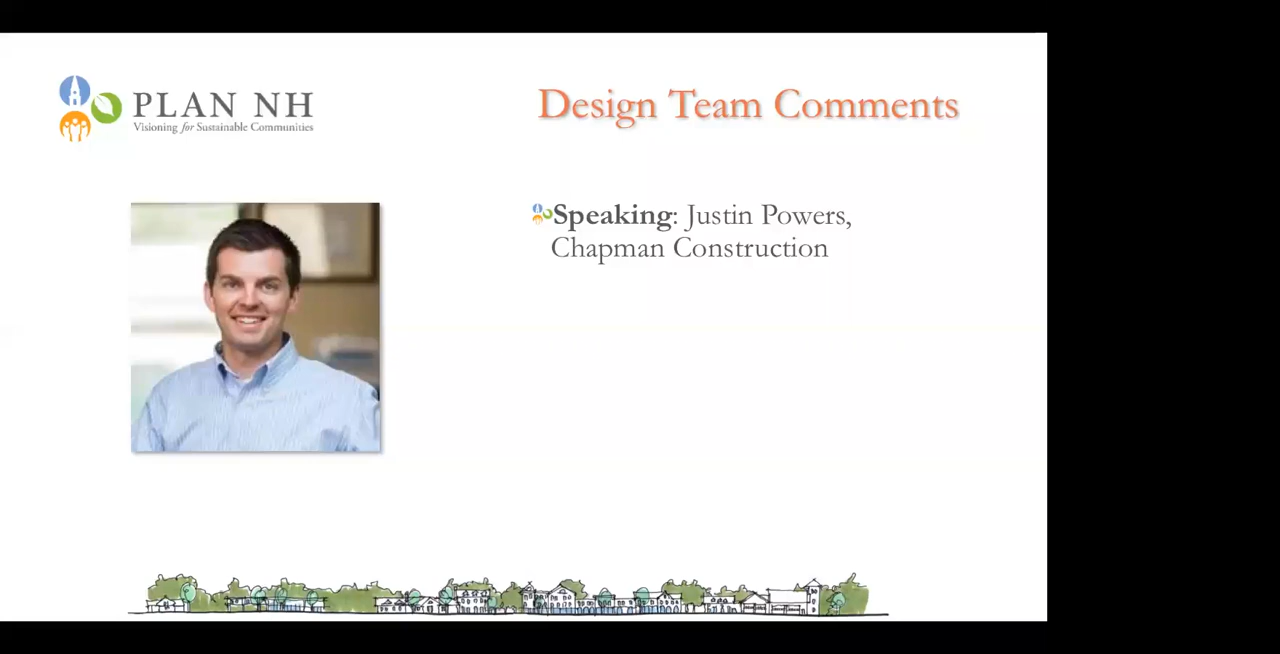 PLAN NH
Visioning for Sustainable Communities
Design Team Comments
Speaking: Justin Powers,
Chapman Construction